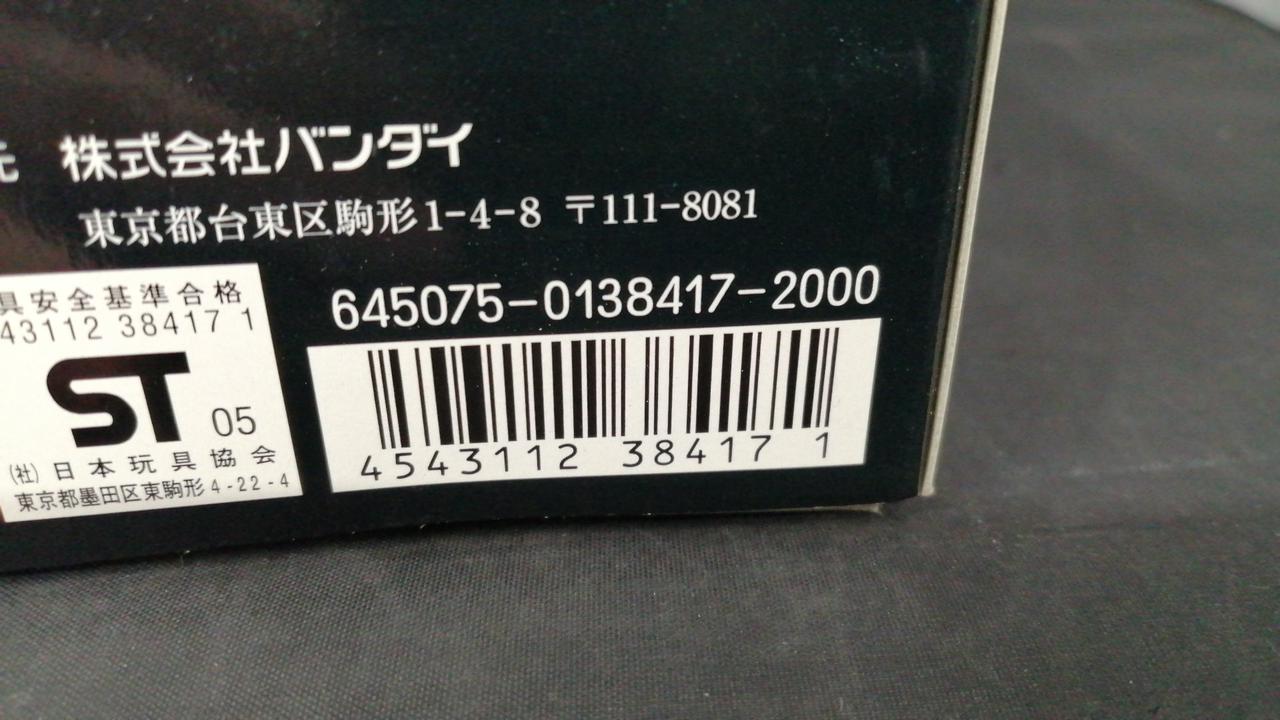 株式会社バンダイ
東京都台東区駒形1-4-8 〒111-8081
645075-0138417-2000
4543112 38417 1
具安全基準合格
43112 38417 1
ST 05
(社)日本玩具協会
東京都墨田区東駒形4-22-4